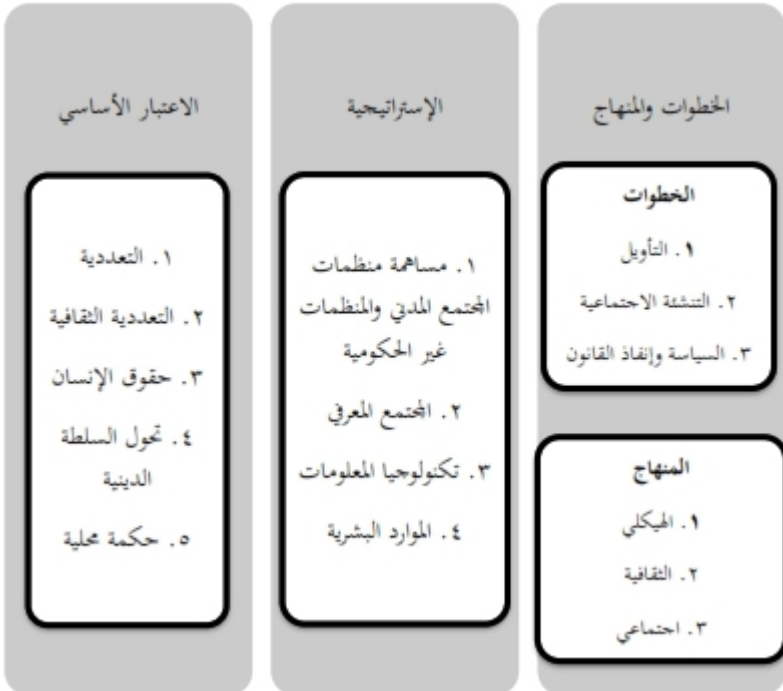 الخطوات والمنهاج
الخطوات
١. التأويل
٢. التنشئة الاجتماعية
٣. السياسة وإنفاذ القانون
المنهاج
١. الهيكلي
٢. الثقافية
٣. اجتماعي
الإستراتيجية
١. مساهمة منظمات
المجتمع المدني والمنظمات
غير الحكومية
٢. المجتمع المعرفي
٣. تكنولوجيا المعلومات
٤. الموارد البشرية
الاعتبار الأساسي
١. التعددية
٢. التعددية الثقافية
٣. حقوق الإنسان
٤. تحول السلطة
الدينية
٥. حكمة محلية